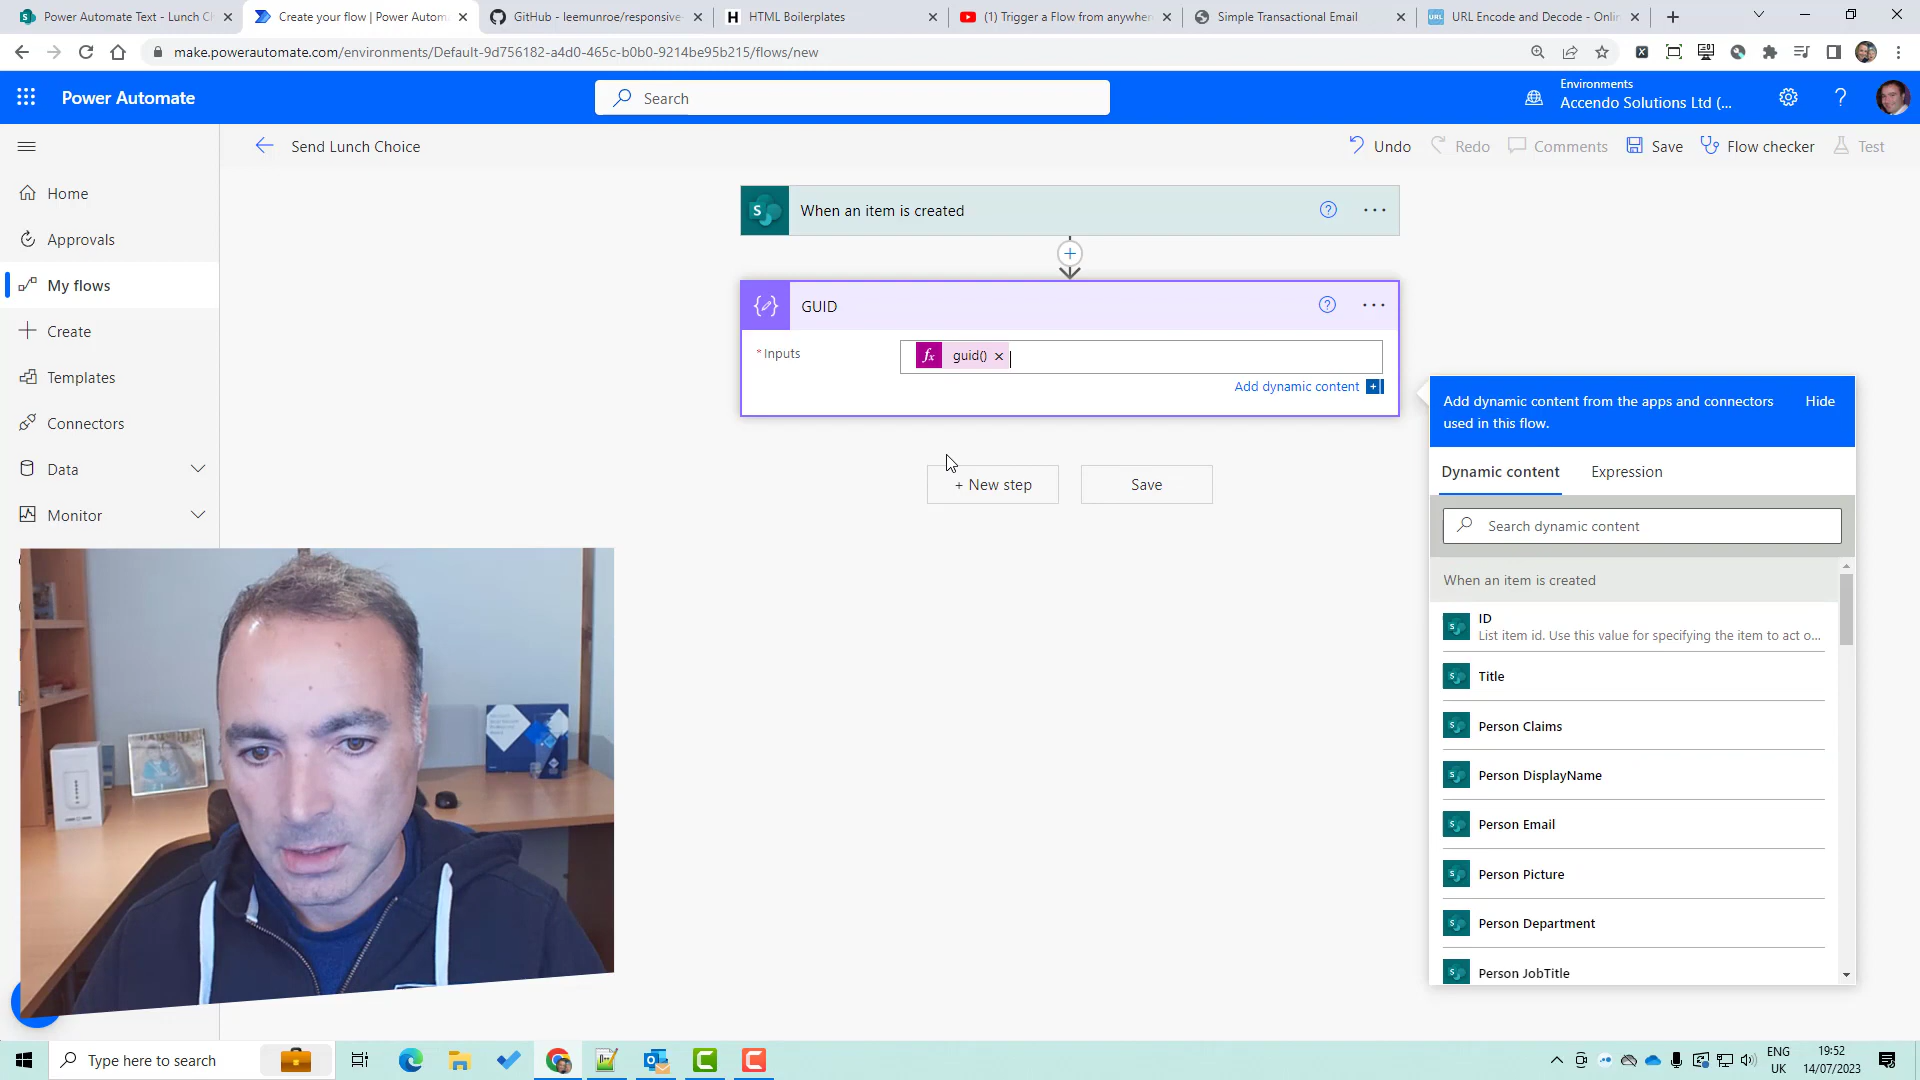 Power Automate Text - Lunch Ch
Create your flow | Power Autom
GitHub - leemunroe/responsive-
HTML Boilerplates
(1) Trigger a Flow from anywher
Simple Transactional Email
URL Encode and Decode - Onlin
make.powerautomate.com/environments/Default-9d756182-a4d0-465c-b0b0-9214be95b215/flows/new
Power Automate
Search
Environments
Accendo Solutions Ltd (...
Send Lunch Choice
Undo
Redo
Comments
Save
Flow checker
Test
Home
Approvals
My flows
Create
Templates
Connectors
Data
Monitor
When an item is created
GUID
* Inputs
fx guid() ×
Add dynamic content
+ New step
Save
Add dynamic content from the apps and connectors
used in this flow.
Hide
Dynamic content
Expression
Search dynamic content
When an item is created
ID
List item id. Use this value for specifying the item to act o...
Title
Person Claims
Person DisplayName
Person Email
Person Picture
Person Department
Person JobTitle
Type here to search
ENG
UK
19:52
14/07/2023